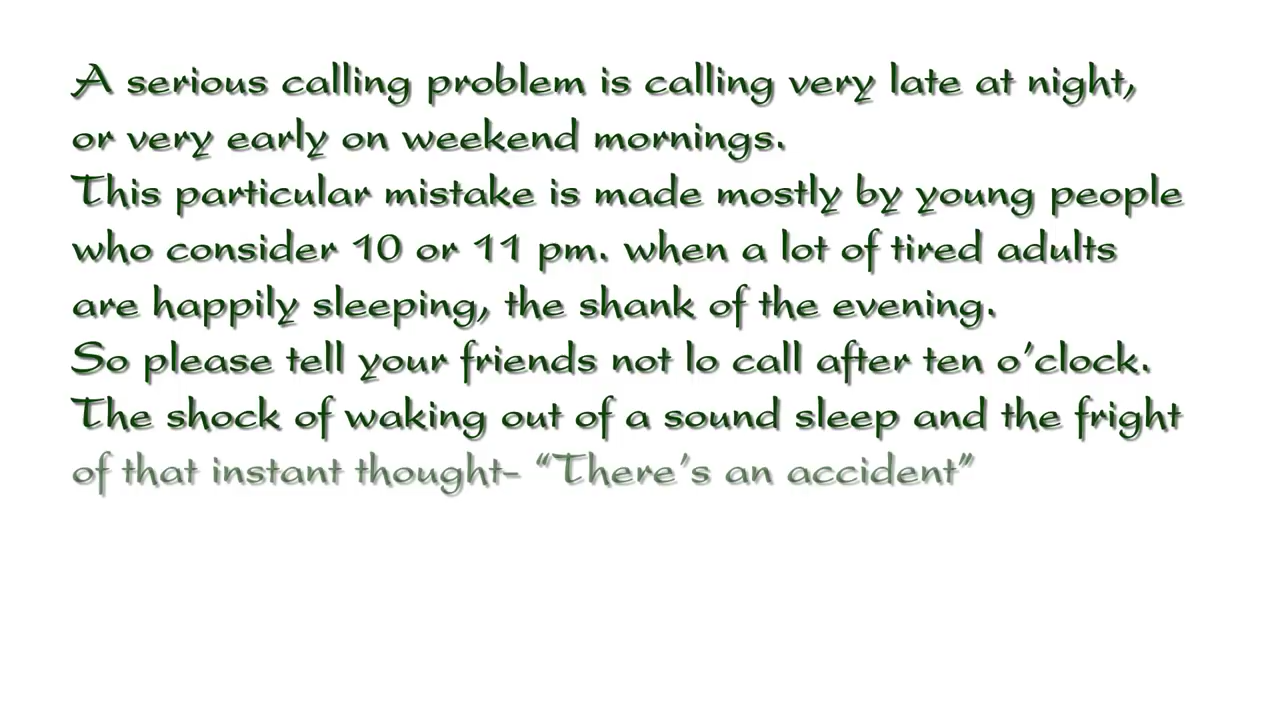 A serious calling problem is calling very late at night,
or very early on weekend mornings.
This particular mistake is made mostly by young people
who consider 10 or 11 pm. when a lot of tired adults
are happily sleeping, the shank of the evening.
So please tell your friends not lo call after ten o’clock.
The shock of waking out of a sound sleep and the fright
of that instant thought- “There’s an accident”